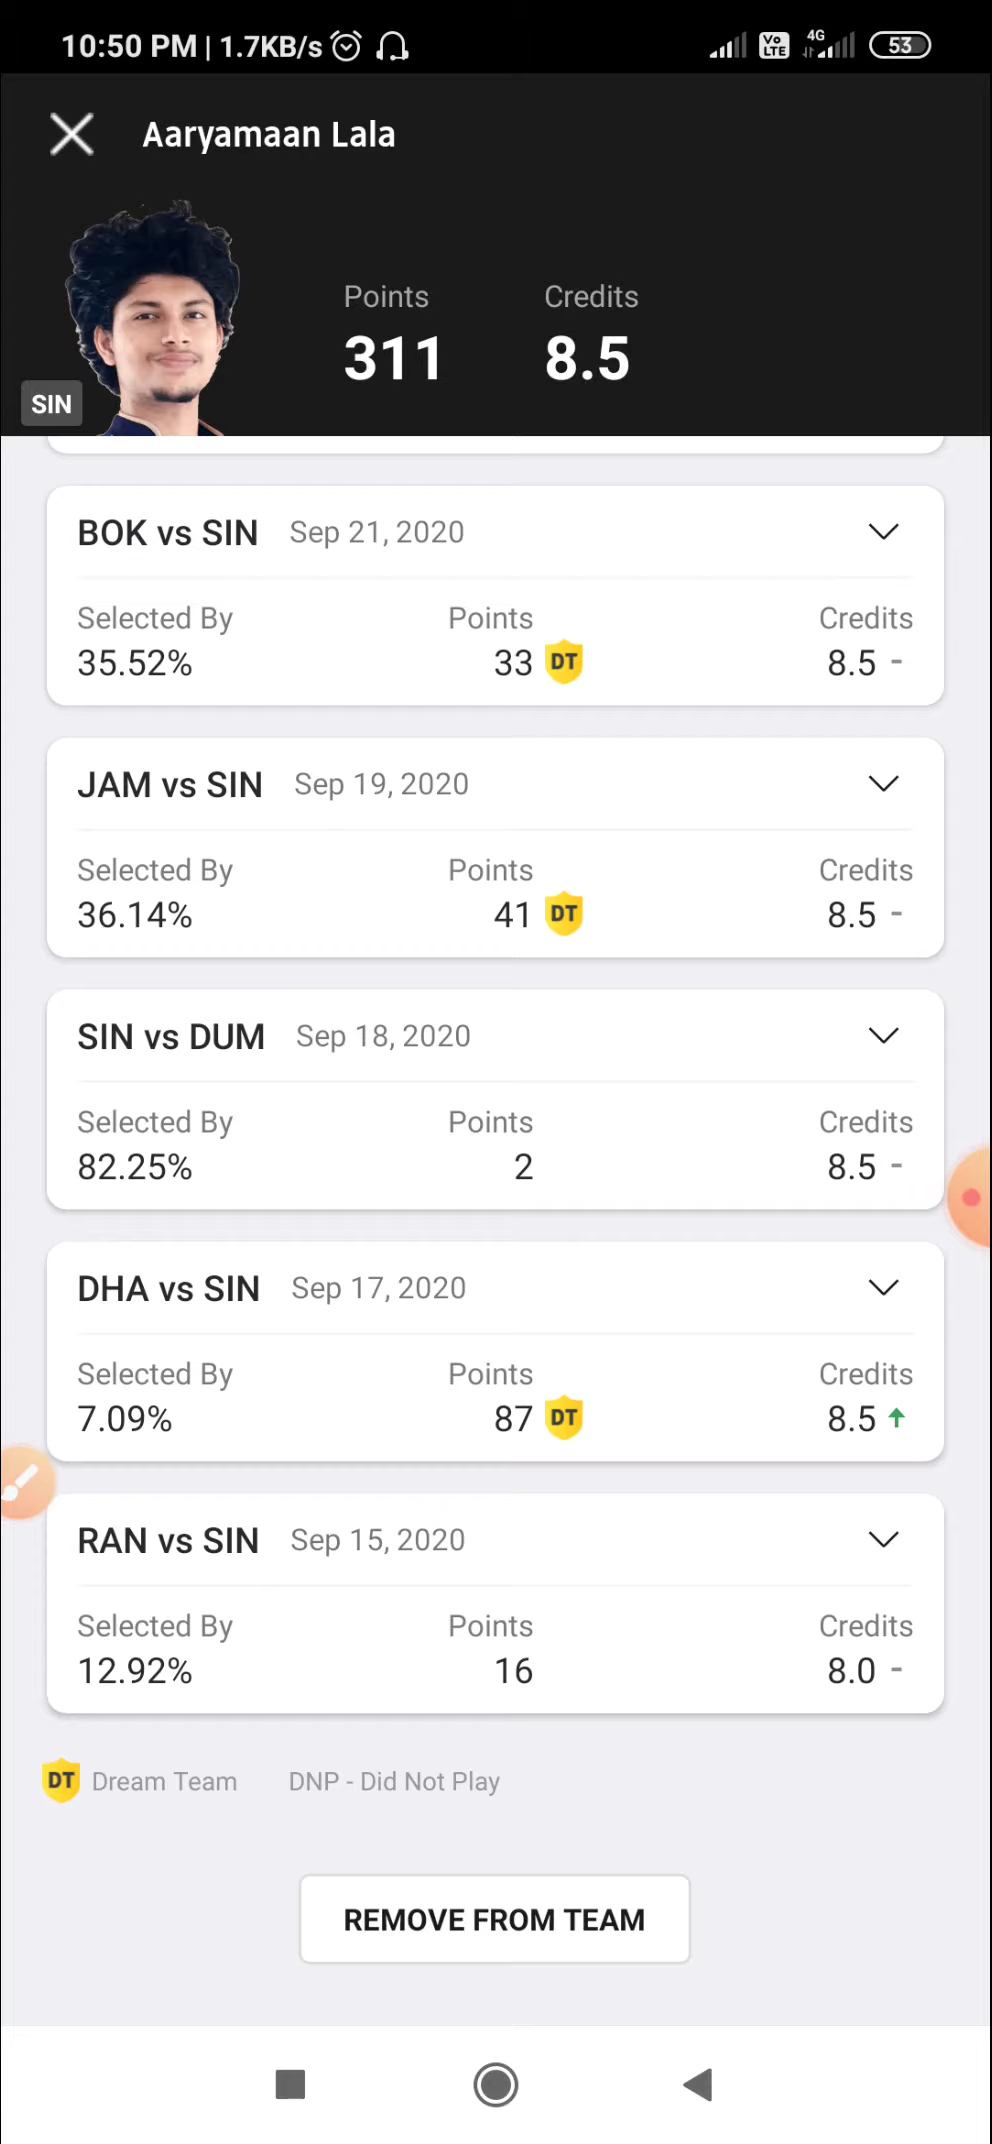 10:50 PM | 1.7KB/s Vo LTE 4G 53
Aaryamaan Lala
Points Credits
311 8.5
SIN
BOK vs SIN Sep 21, 2020
Selected By Points Credits
35.52% 33 DT 8.5 -
JAM vs SIN Sep 19, 2020
Selected By Points Credits
36.14% 41 DT 8.5 -
SIN vs DUM Sep 18, 2020
Selected By Points Credits
82.25% 2 8.5 -
DHA vs SIN Sep 17, 2020
Selected By Points Credits
7.09% 87 DT 8.5
RAN vs SIN Sep 15, 2020
Selected By Points Credits
12.92% 16 8.0 -
DT Dream Team DNP - Did Not Play
REMOVE FROM TEAM